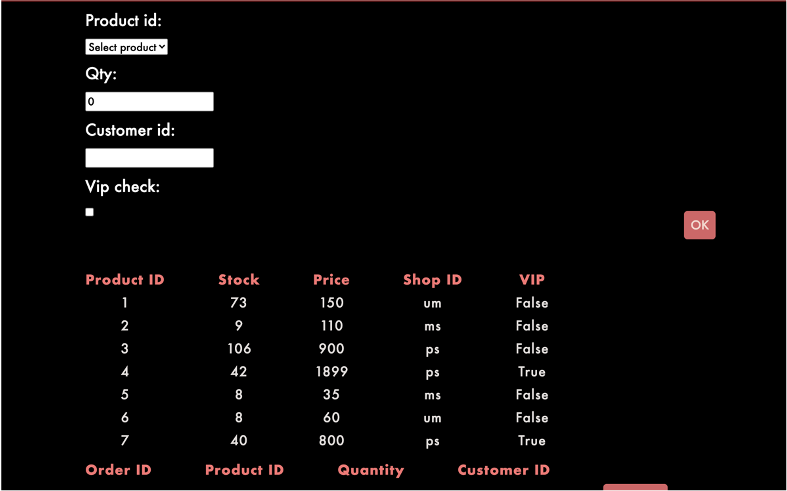 Product id:
Select product
Qty:
0
Customer id:
Vip check:
OK
Product ID Stock Price Shop ID VIP
1 73 150 um False
2 9 110 ms False
3 106 900 ps False
4 42 1899 ps True
5 8 35 ms False
6 8 60 um False
7 40 800 ps True
Order ID Product ID Quantity Customer ID